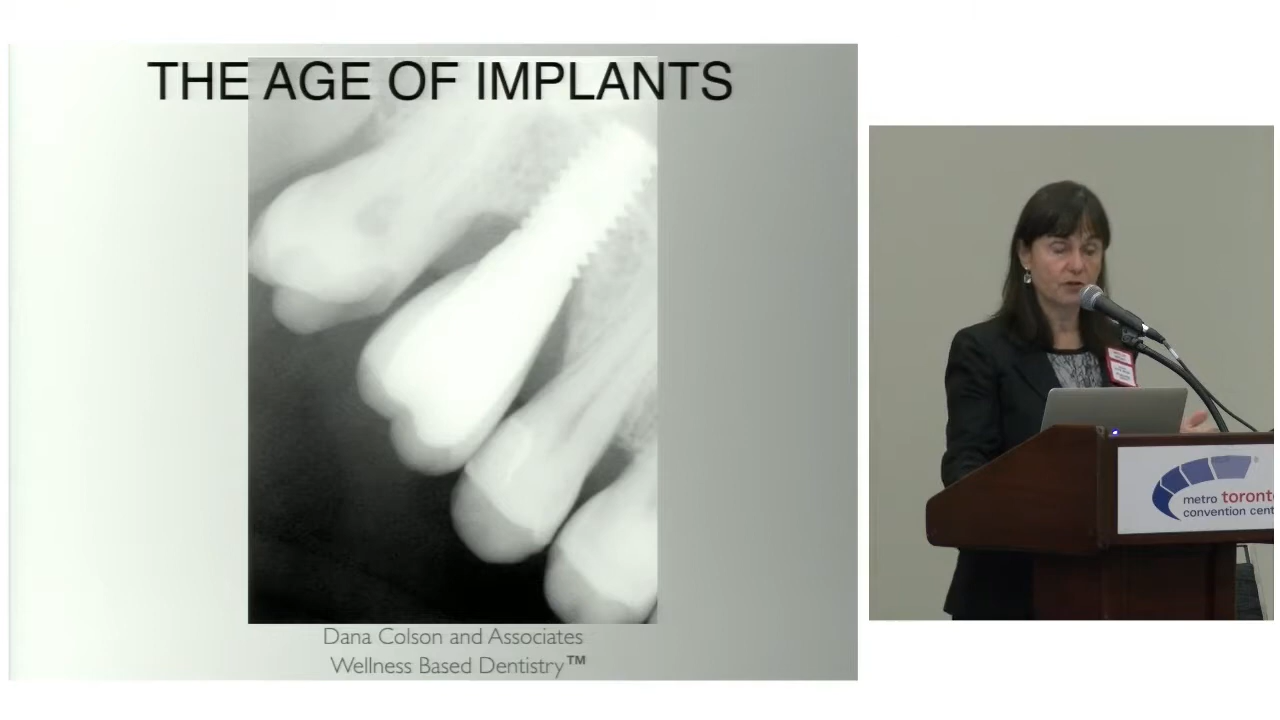 THE AGE OF IMPLANTS
Dana Colson and Associates
Wellness Based Dentistry™
metro toronto
convention cent